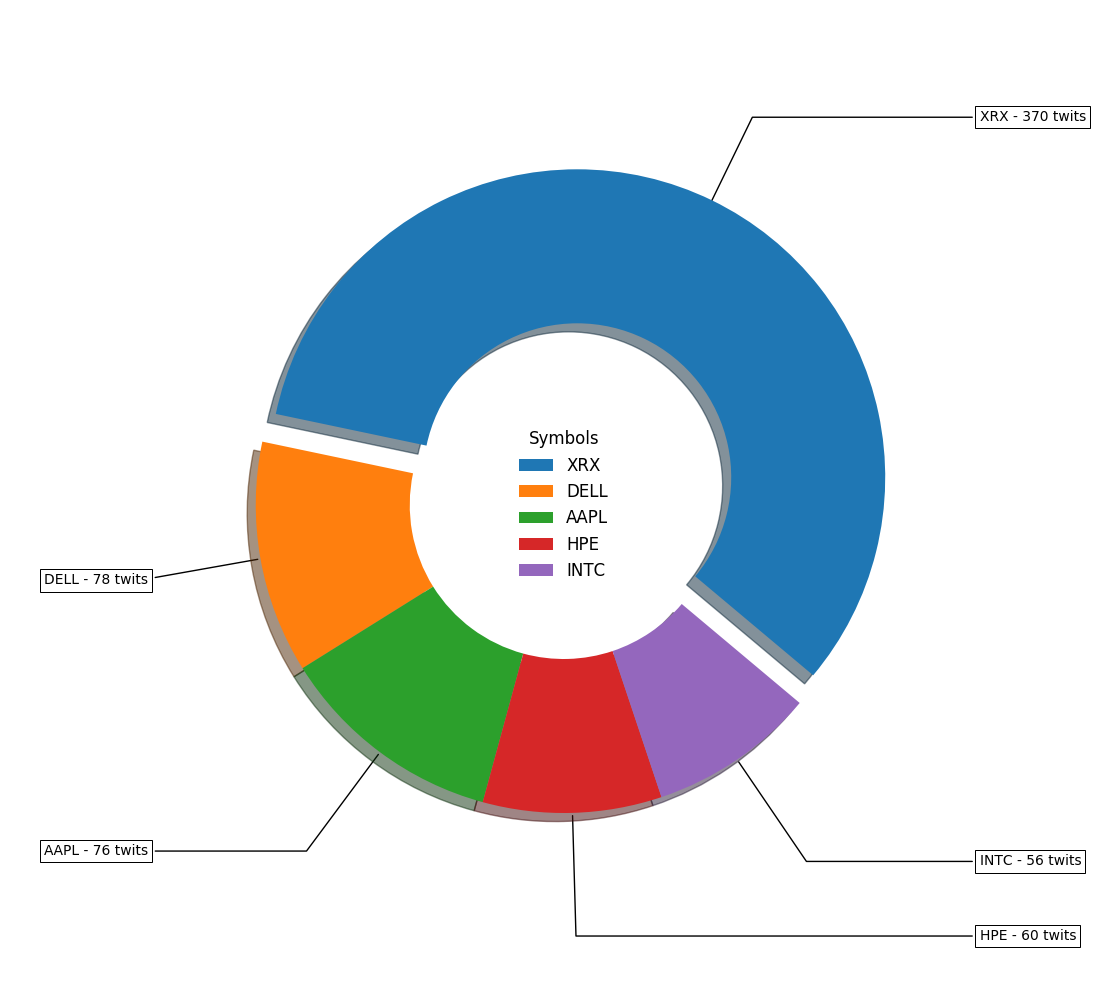 XRX - 370 twits
Symbols
XRX
DELL
AAPL
HPE
INTC
DELL - 78 twits
AAPL - 76 twits
INTC - 56 twits
HPE - 60 twits